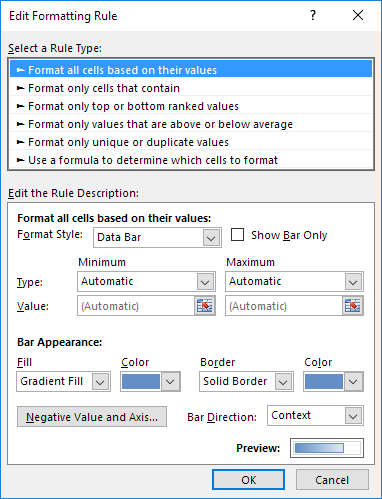 Edit Formatting Rule ?
Select a Rule Type:
► Format all cells based on their values
► Format only cells that contain
► Format only top or bottom ranked values
► Format only values that are above or below average
► Format only unique or duplicate values
► Use a formula to determine which cells to format
Edit the Rule Description:
Format all cells based on their values:
Format Style: Data Bar Show Bar Only
Minimum Maximum
Type: Automatic Automatic
Value: (Automatic) (Automatic)
Bar Appearance:
Fill Color Border Color
Gradient Fill Solid Border
Negative Value and Axis... Bar Direction: Context
Preview:
OK Cancel